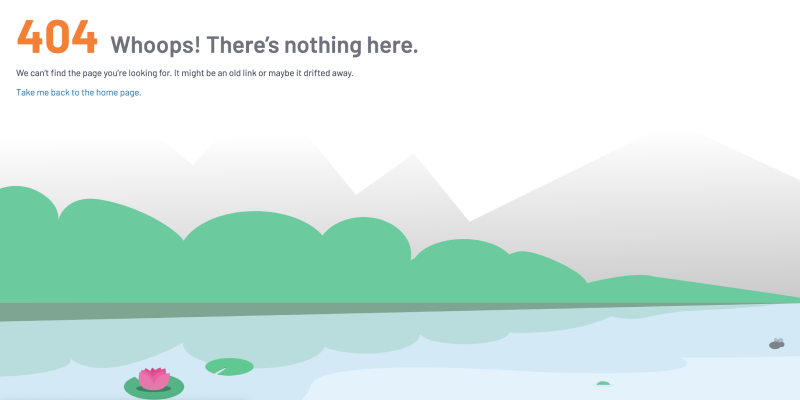 404 Whoops! There's nothing here.
We can't find the page you're looking for. It might be an old link or maybe it drifted away.
Take me back to the home page.